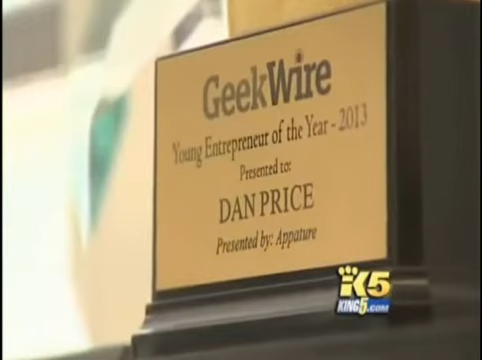 GeekWire
Young Entrepreneur of the Year - 2013
Presented to:
DAN PRICE
Presented by: Appature
K5
KING5.COM